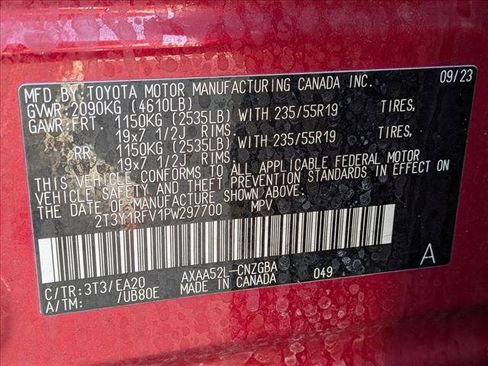 MFD.BY:TOYOTA MOTOR MANUFACTURING CANADA INC. 09/23
GVWR:2090KG (4610LB)
GAWR:FRT. 1150KG (2535LB) WITH 235/55R19 TIRES,
19x7 1/2J RIMS.
RR. 1150KG (2535LB) WITH 235/55R19 TIRES,
19x7 1/2J RIMS.
THIS VEHICLE CONFORMS TO ALL APPLICABLE FEDERAL MOTOR
VEHICLE SAFETY AND THEFT PREVENTION STANDARDS IN EFFECT ON
THE DATE OF MANUFACTURE SHOWN ABOVE.
2T3Y1RFV1PW297700 MPV
C/TR:3T3/EA20 AXAA52L-CNZGBA 049 A
A/TM: /UB80E MADE IN CANADA